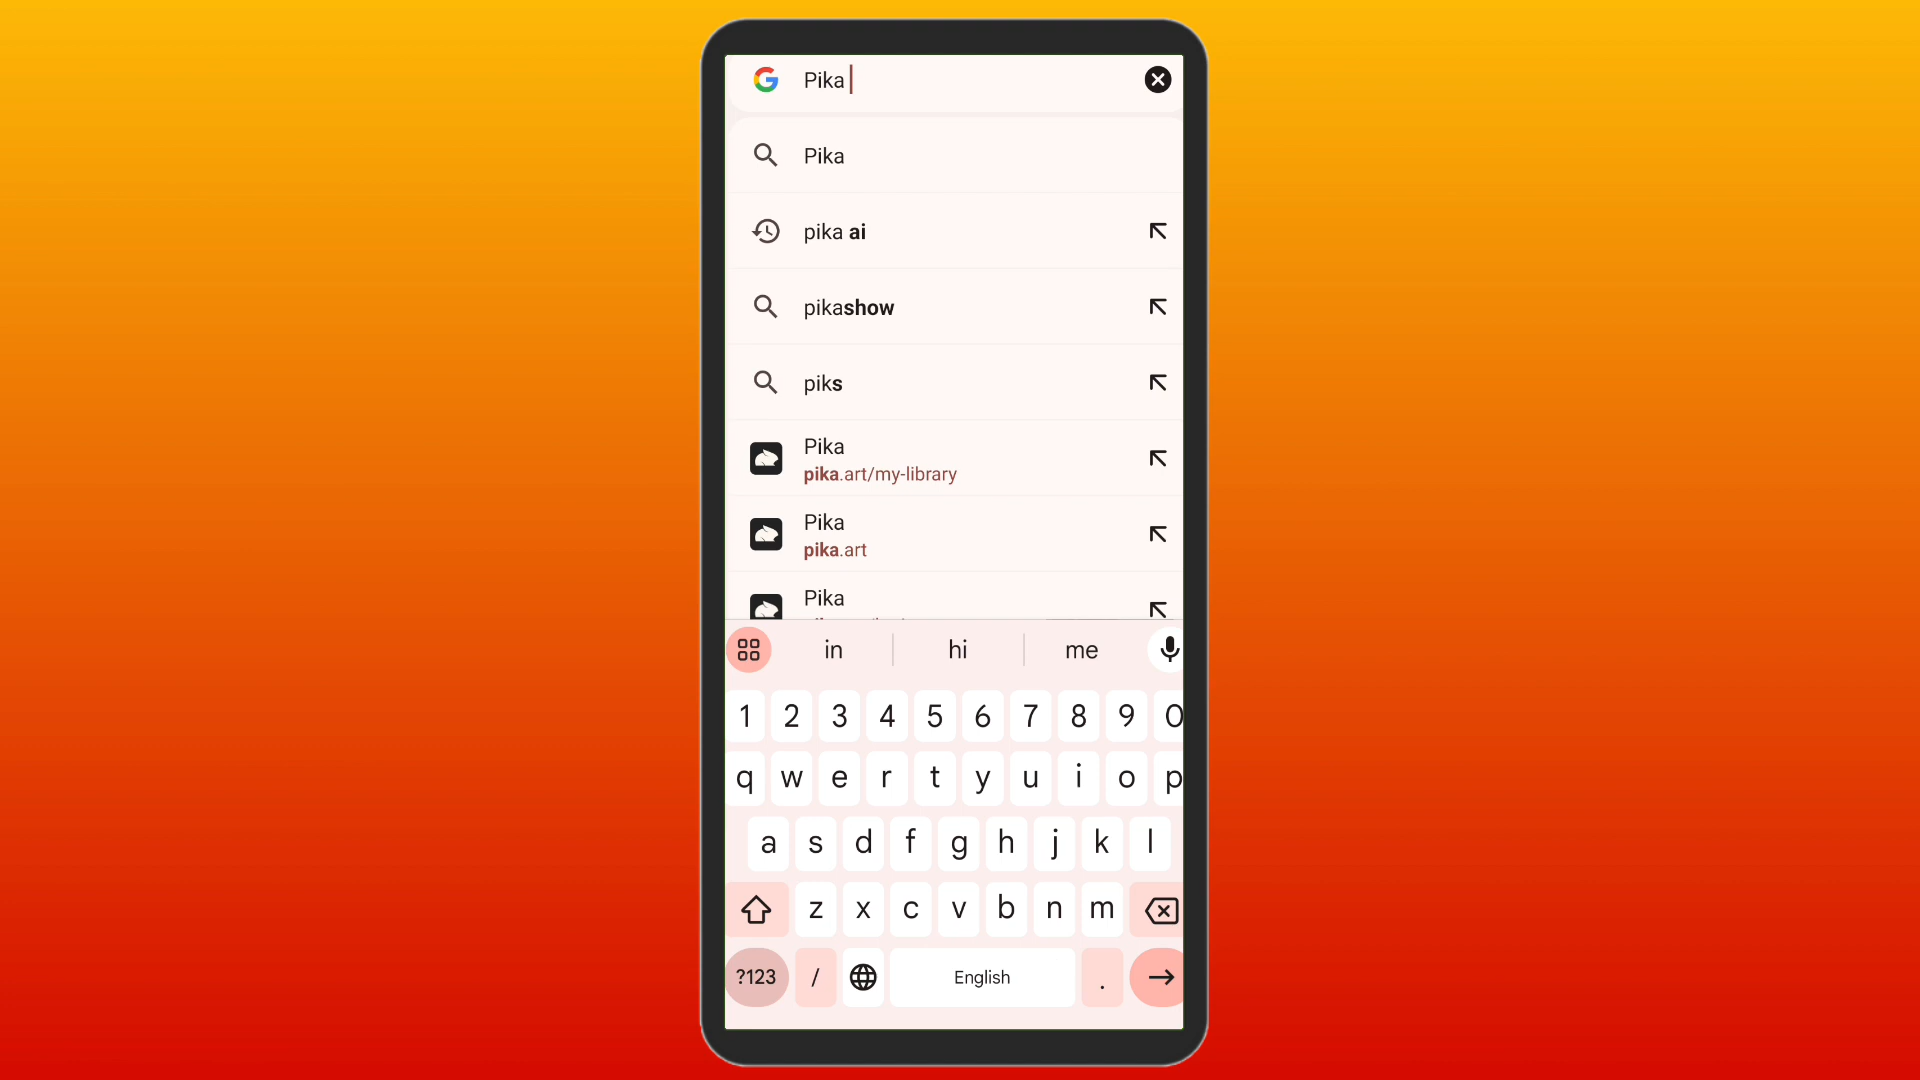 Pika
Pika
pika ai
pikashow
piks
Pika
pika.art/my-library
Pika
pika.art
Pika
in hi me
1 2 3 4 5 6 7 8 9 0
q w e r t y u i o p
a s d f g h j k l
z x c v b n m
?123 / English .